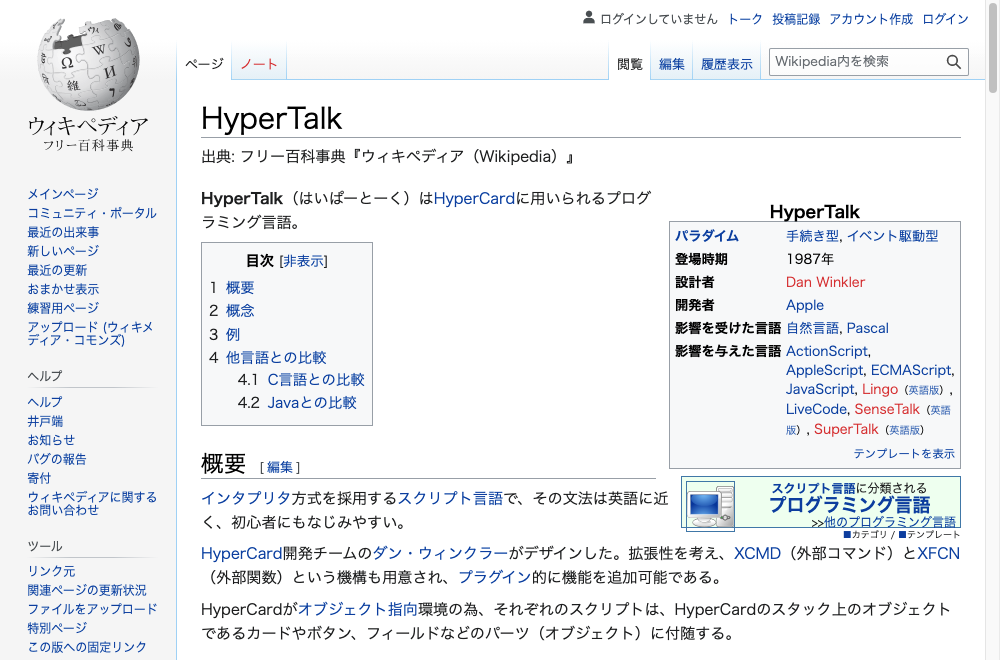 ログインしていません トーク 投稿記録 アカウント作成 ログイン
ページ ノート 閲覧 編集 履歴表示 Wikipedia内を検索
ウィキペディア
フリー百科事典
メインページ
コミュニティ・ポータル
最近の出来事
新しいページ
最近の更新
おまかせ表示
練習用ページ
アップロード (ウィキメ
ディア・コモンズ)
ヘルプ
ヘルプ
井戸端
お知らせ
バグの報告
寄付
ウィキペディアに関する
お問い合わせ
ツール
リンク元
関連ページの更新状況
ファイルをアップロード
特別ページ
この版への固定リンク
HyperTalk
出典: フリー百科事典『ウィキペディア（Wikipedia）』
HyperTalk（はいぱーとーく）はHyperCardに用いられるプログ
ラミング言語。
目次 [非表示]
1 概要
2 概念
3 例
4 他言語との比較
4.1 C言語との比較
4.2 Javaとの比較
HyperTalk
パラダイム 手続き型, イベント駆動型
登場時期 1987年
設計者 Dan Winkler
開発者 Apple
影響を受けた言語 自然言語, Pascal
影響を与えた言語 ActionScript,
AppleScript, ECMAScript,
JavaScript, Lingo（英語版）,
LiveCode, SenseTalk（英語
版）, SuperTalk（英語版）
テンプレートを表示
スクリプト言語に分類される
プログラミング言語
>>他のプログラミング言語
■カテゴリ / ■テンプレート
概要 [編集]
インタプリタ方式を採用するスクリプト言語で、その文法は英語に近
く、初心者にもなじみやすい。
HyperCard開発チームのダン・ウィンクラーがデザインした。拡張性を考え、XCMD（外部コマンド）とXFCN
（外部関数）という機構も用意され、プラグイン的に機能を追加可能である。
HyperCardがオブジェクト指向環境の為、それぞれのスクリプトは、HyperCardのスタック上のオブジェクト
であるカードやボタン、フィールドなどのパーツ（オブジェクト）に付随する。